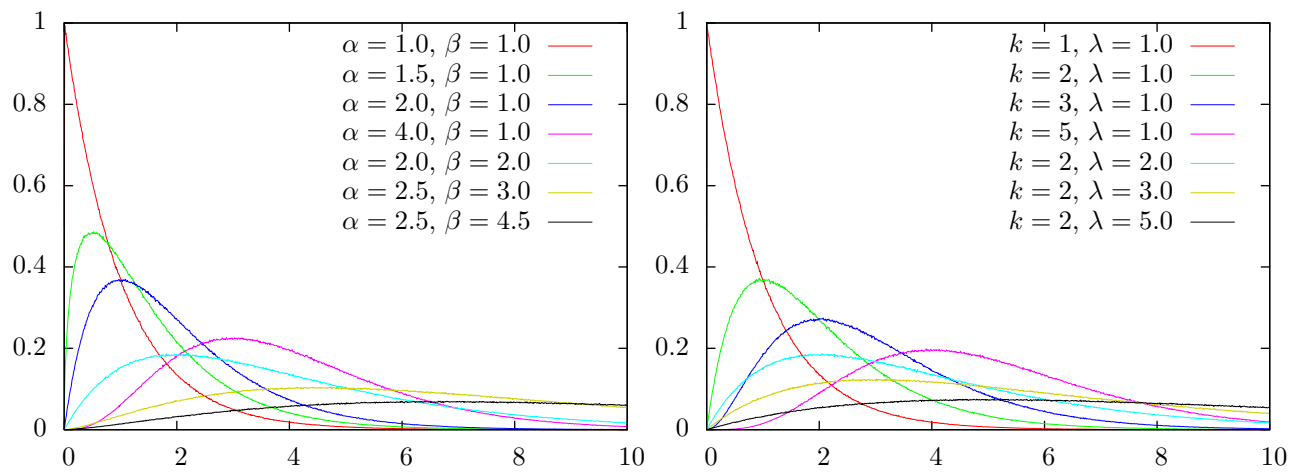 1
0.8
0.6
0.4
0.2
0
0 2 4 6 8 10
α = 1.0, β = 1.0
α = 1.5, β = 1.0
α = 2.0, β = 1.0
α = 4.0, β = 1.0
α = 2.0, β = 2.0
α = 2.5, β = 3.0
α = 2.5, β = 4.5
1
0.8
0.6
0.4
0.2
0
0 2 4 6 8 10
k = 1, λ = 1.0
k = 2, λ = 1.0
k = 3, λ = 1.0
k = 5, λ = 1.0
k = 2, λ = 2.0
k = 2, λ = 3.0
k = 2, λ = 5.0